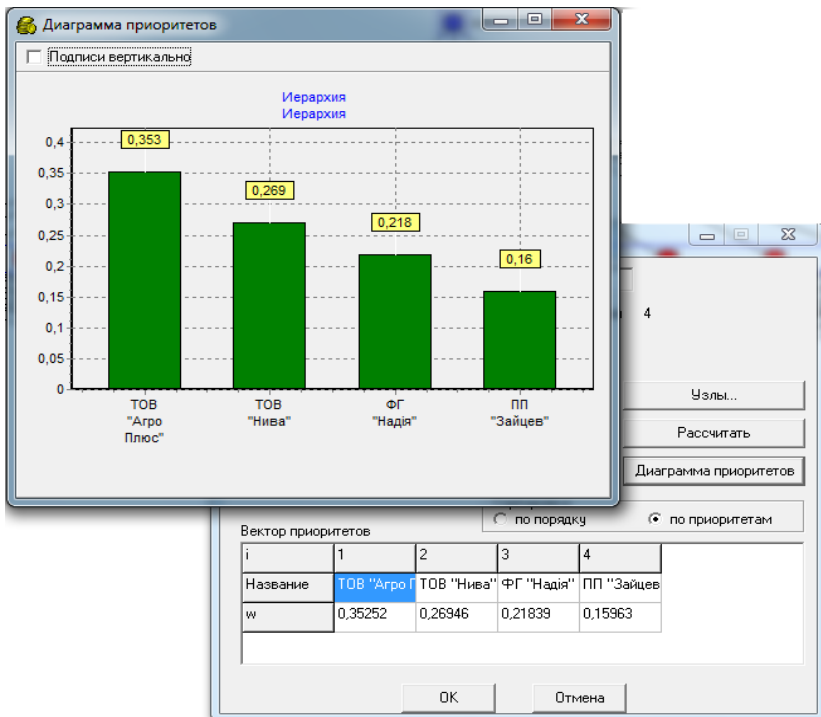 Диаграмма приоритетов
Подписи вертикально
Иерархия
Иерархия
0,4
0,35
0,3
0,25
0,2
0,15
0,1
0,05
0
0,353
0,269
0,218
0,16
ТОВ "Агро Плюс"
ТОВ "Нива"
ФГ "Надія"
ПП "Зайцев"
4
Узлы...
Рассчитать
Диаграмма приоритетов
по порядку
по приоритетам
Вектор приоритетов
i 1 2 3 4
Название ТОВ "Агро П ТОВ "Нива" ФГ "Надія" ПП "Зайцев
w 0,35252 0,26946 0,21839 0,15963
OK Отмена